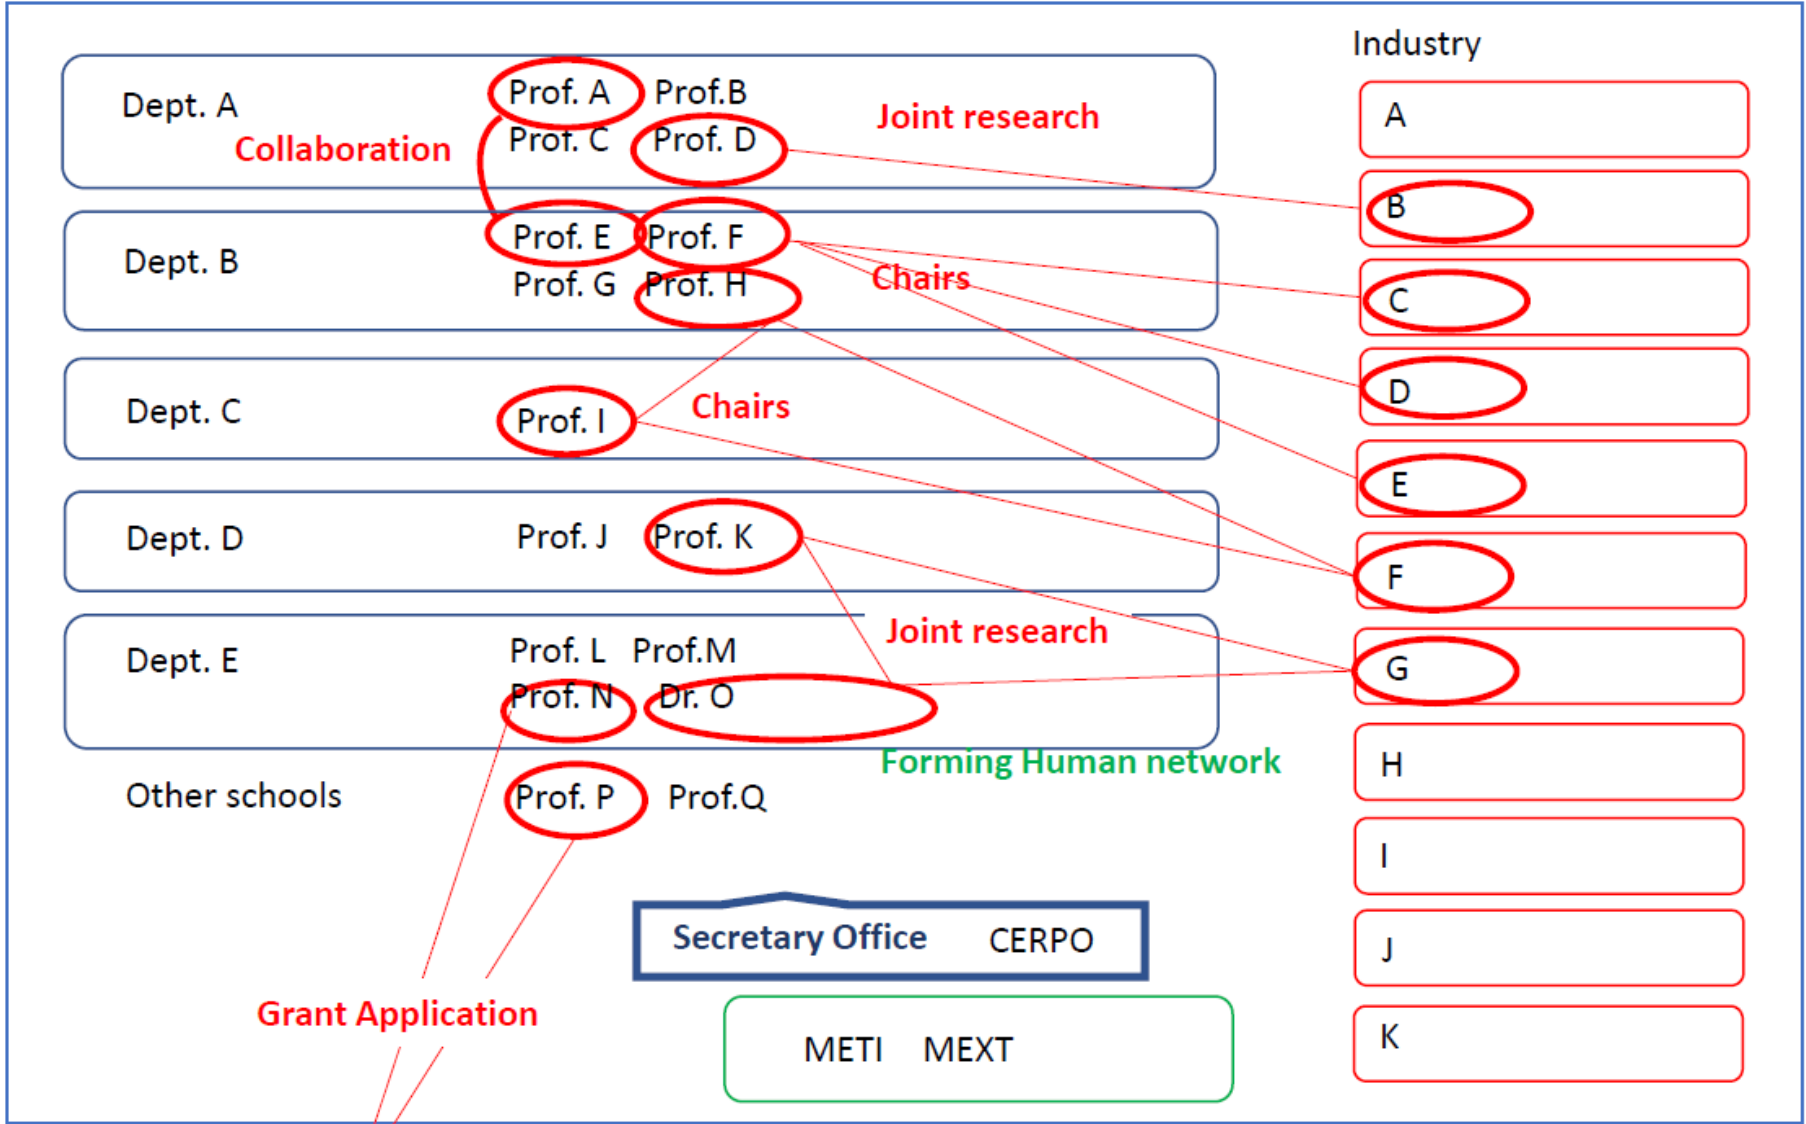 Industry
Dept. A
Prof. A Prof.B
Prof. C Prof. D
Collaboration
Joint research
A
B
Dept. B
Prof. E Prof. F
Prof. G Prof. H
Chairs
C
D
Dept. C
Prof. I
Chairs
E
Dept. D
Prof. J Prof. K
F
Dept. E
Prof. L Prof.M
Prof. N Dr. O
Joint research
G
Forming Human network
H
Other schools
Prof. P Prof.Q
I
Secretary Office CERPO
J
Grant Application
METI MEXT
K